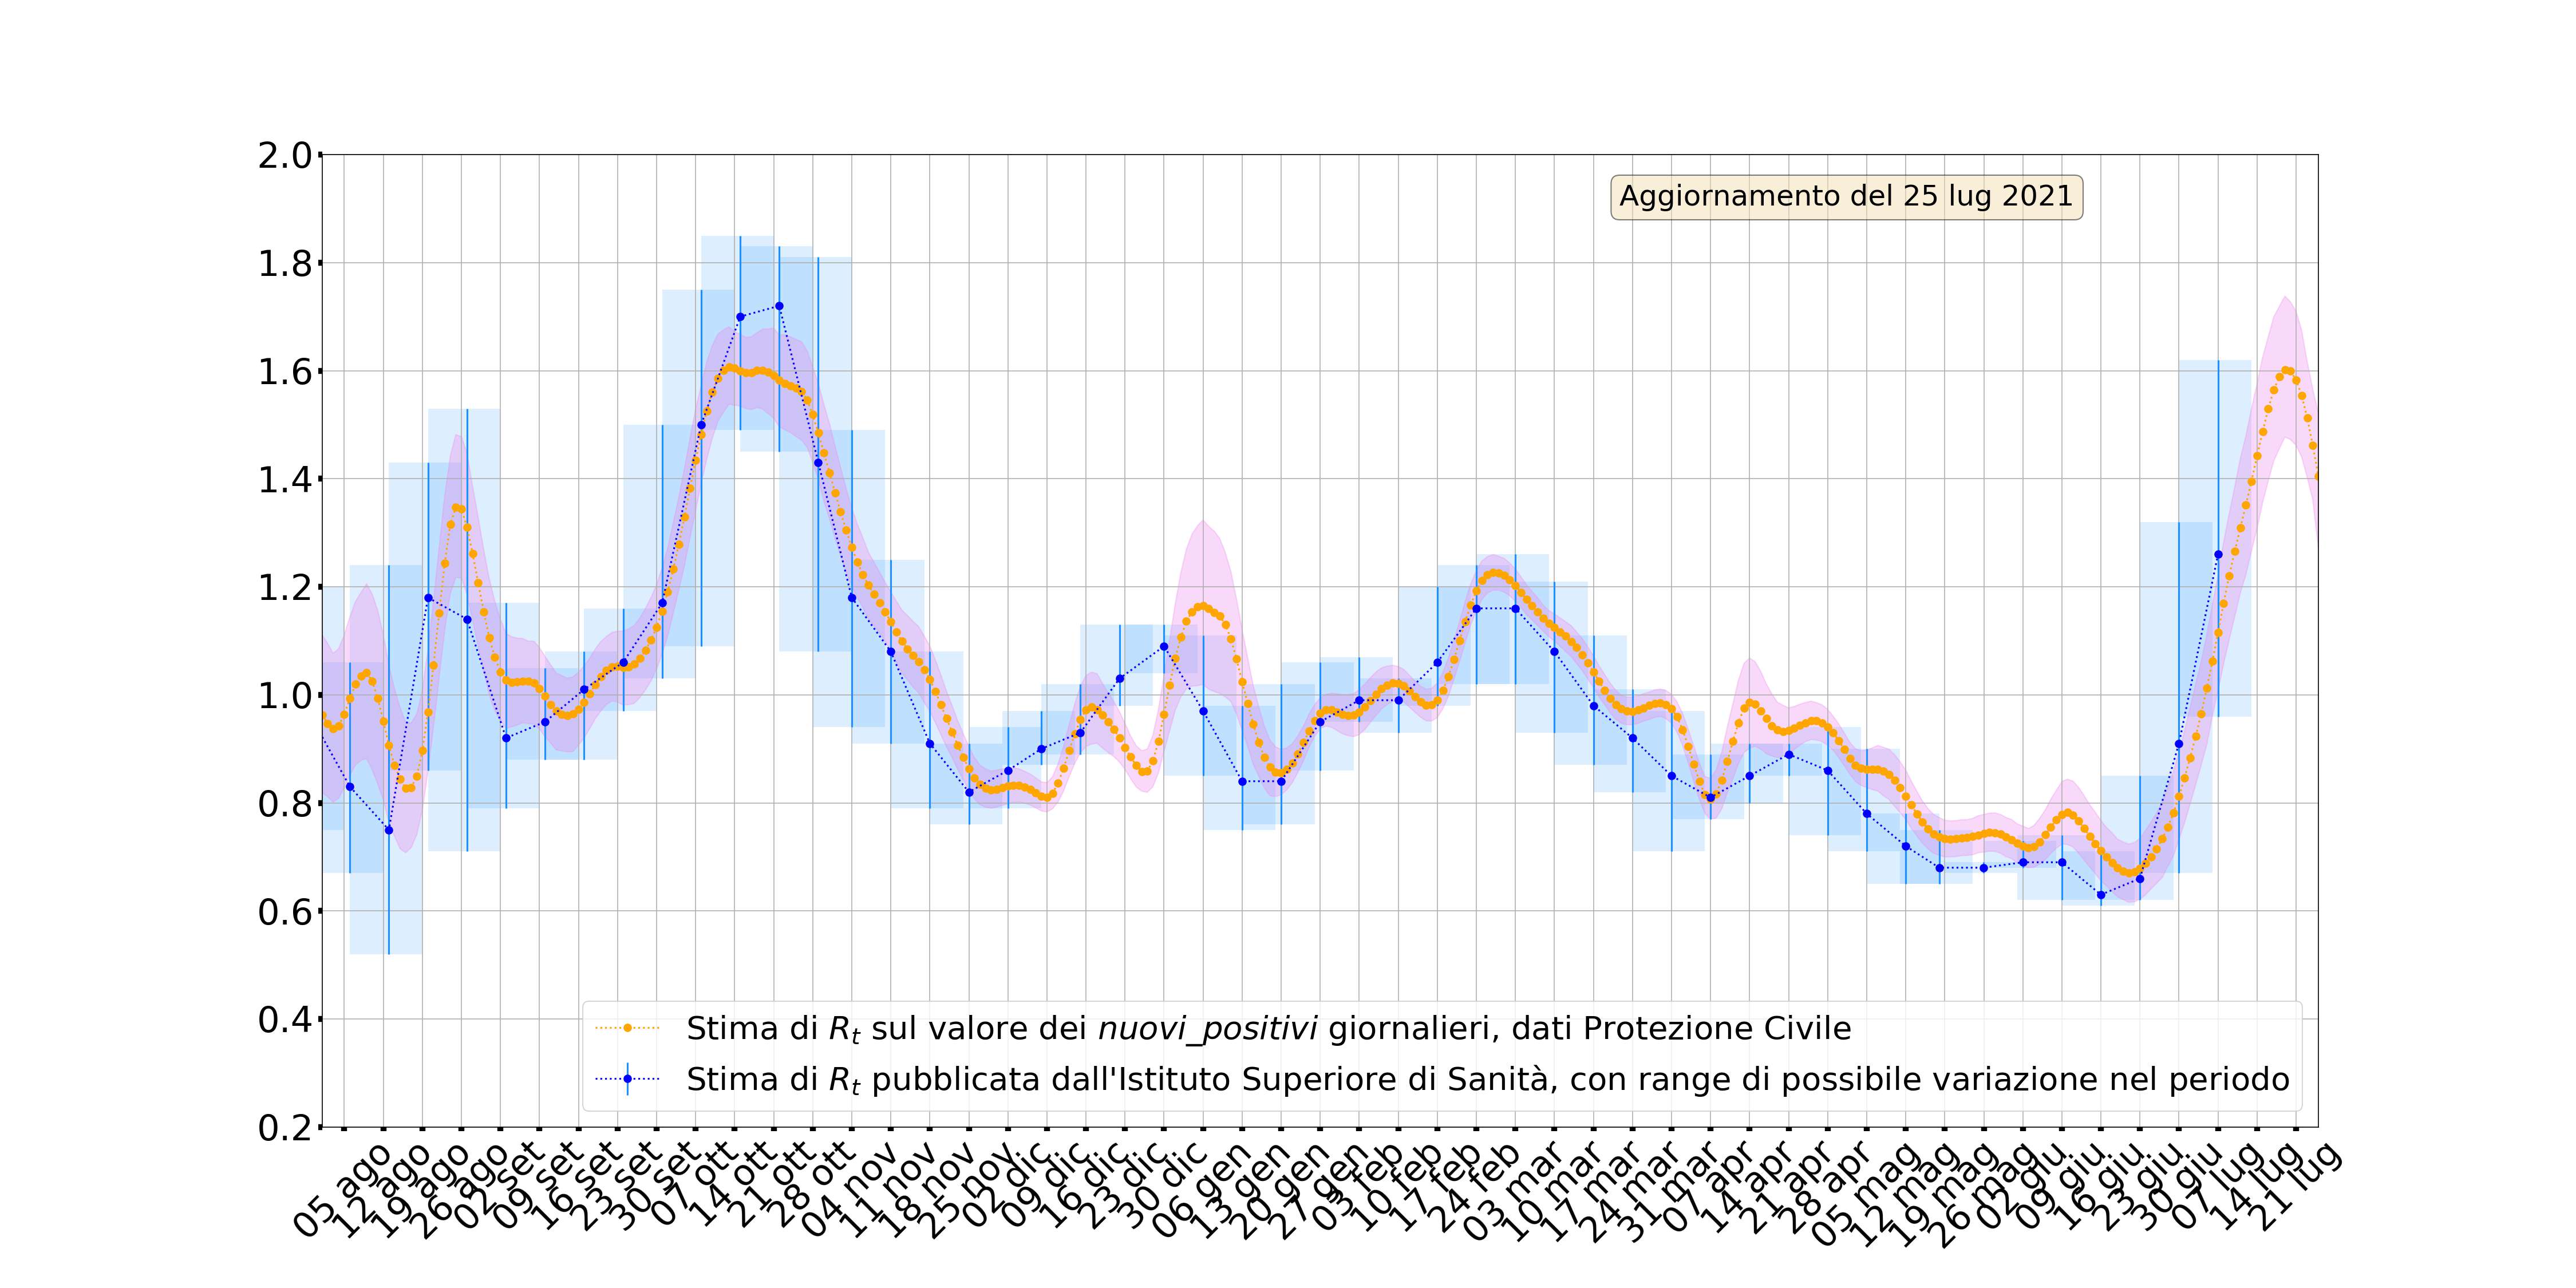 2.0
Aggiornamento del 25 lug 2021
1.8
1.6
1.4
1.2
1.0
0.8
0.6
0.4
Stima di Rt sul valore dei nuovi_positivi giornalieri, dati Protezione Civile
Stima di Rt pubblicata dall'Istituto Superiore di Sanità, con range di possibile variazione nel periodo
0.2
05 ago
12 ago
19 ago
26 ago
02 set
09 set
16 set
23 set
30 set
07 ott
14 ott
21 ott
28 ott
04 nov
11 nov
18 nov
25 nov
02 dic
09 dic
16 dic
23 dic
30 dic
06 gen
13 gen
20 gen
27 gen
03 feb
10 feb
17 feb
24 feb
03 mar
10 mar
17 mar
24 mar
31 mar
07 apr
14 apr
21 apr
28 apr
05 mag
12 mag
19 mag
26 mag
02 giu
09 giu
16 giu
23 giu
30 giu
07 lug
14 lug
21 lug